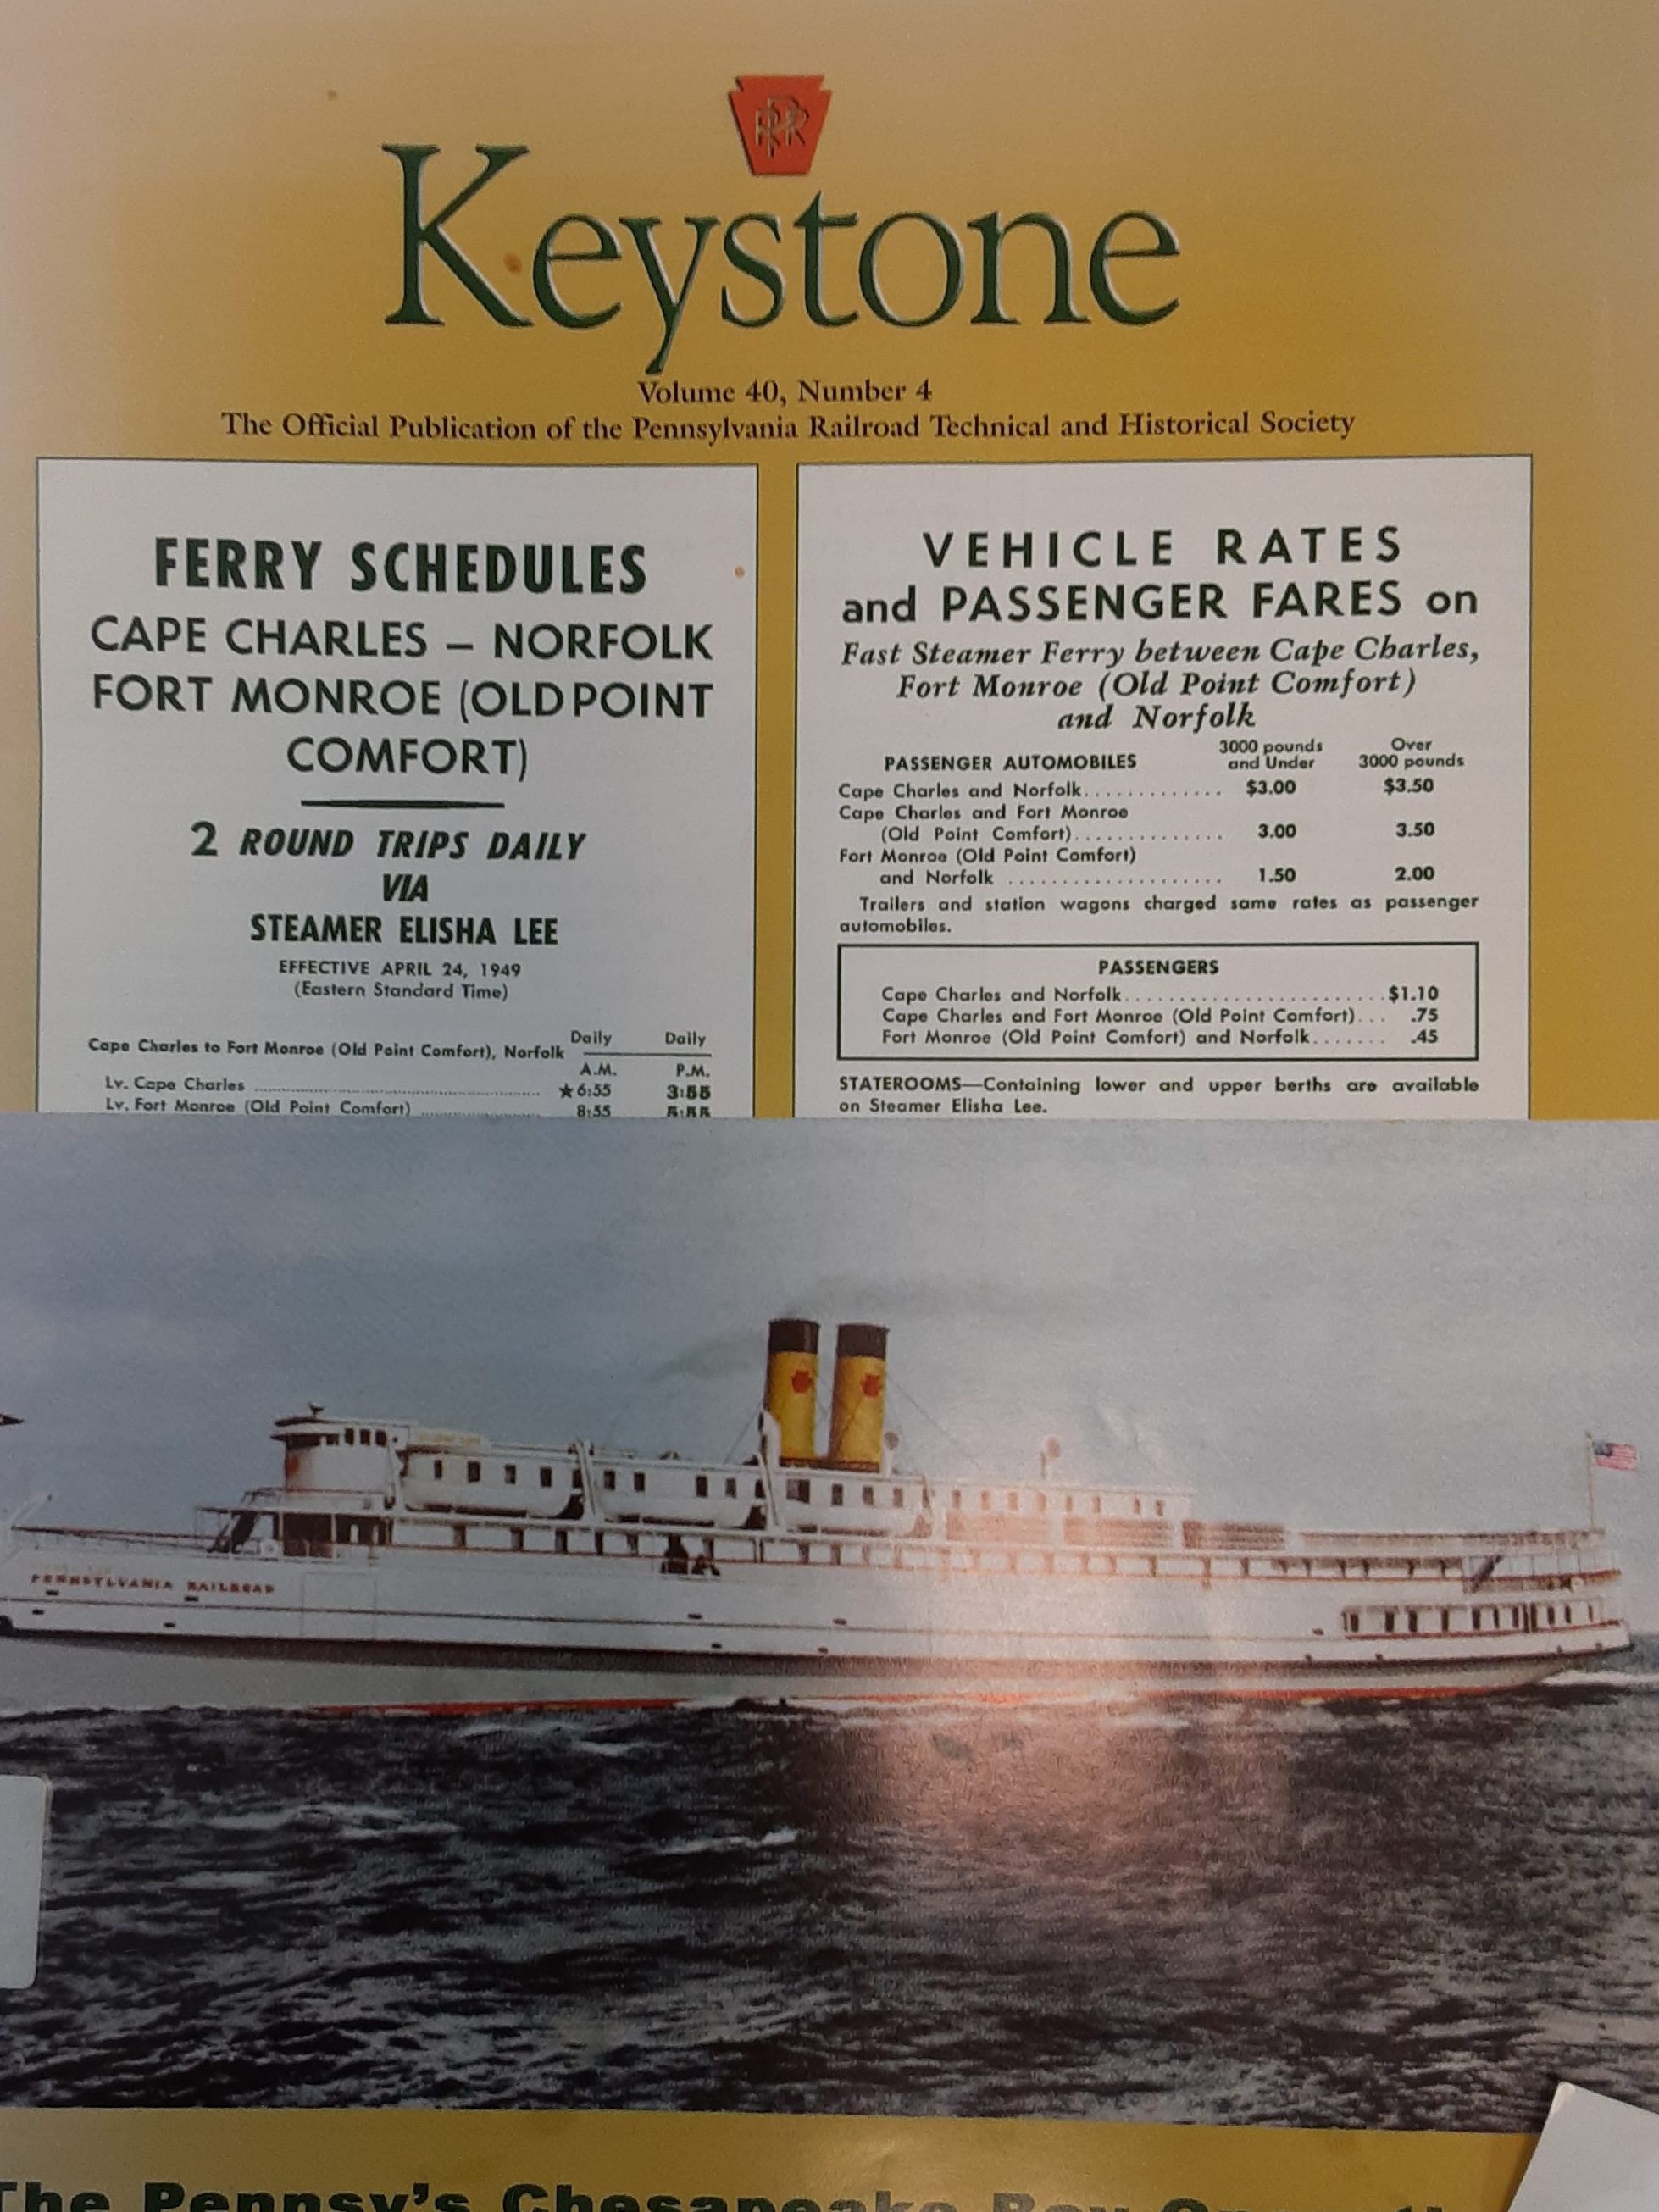 PRR
Keystone
Volume 40, Number 4
The Official Publication of the Pennsylvania Railroad Technical and Historical Society
FERRY SCHEDULES
CAPE CHARLES – NORFOLK
FORT MONROE (OLD POINT
COMFORT)
2 ROUND TRIPS DAILY
VIA
STEAMER ELISHA LEE
EFFECTIVE APRIL 24, 1949
(Eastern Standard Time)
Cape Charles to Fort Monroe (Old Point Comfort), Norfolk Daily Daily
A.M. P.M.
Lv. Cape Charles ★6:55 3:55
Lv. Fort Monroe (Old Point Comfort) 8:55 5:55
VEHICLE RATES
and PASSENGER FARES on
Fast Steamer Ferry between Cape Charles,
Fort Monroe (Old Point Comfort)
and Norfolk
PASSENGER AUTOMOBILES 3000 pounds and Under Over 3000 pounds
Cape Charles and Norfolk............. $3.00 $3.50
Cape Charles and Fort Monroe
(Old Point Comfort).............. 3.00 3.50
Fort Monroe (Old Point Comfort)
and Norfolk .................... 1.50 2.00
Trailers and station wagons charged same rates as passenger
automobiles.
PASSENGERS
Cape Charles and Norfolk........................$1.10
Cape Charles and Fort Monroe (Old Point Comfort)... .75
Fort Monroe (Old Point Comfort) and Norfolk....... .45
STATEROOMS—Containing lower and upper berths are available
on Steamer Elisha Lee.
PENNSYLVANIA RAILROAD
The Pennsy's Chesapeake Bay